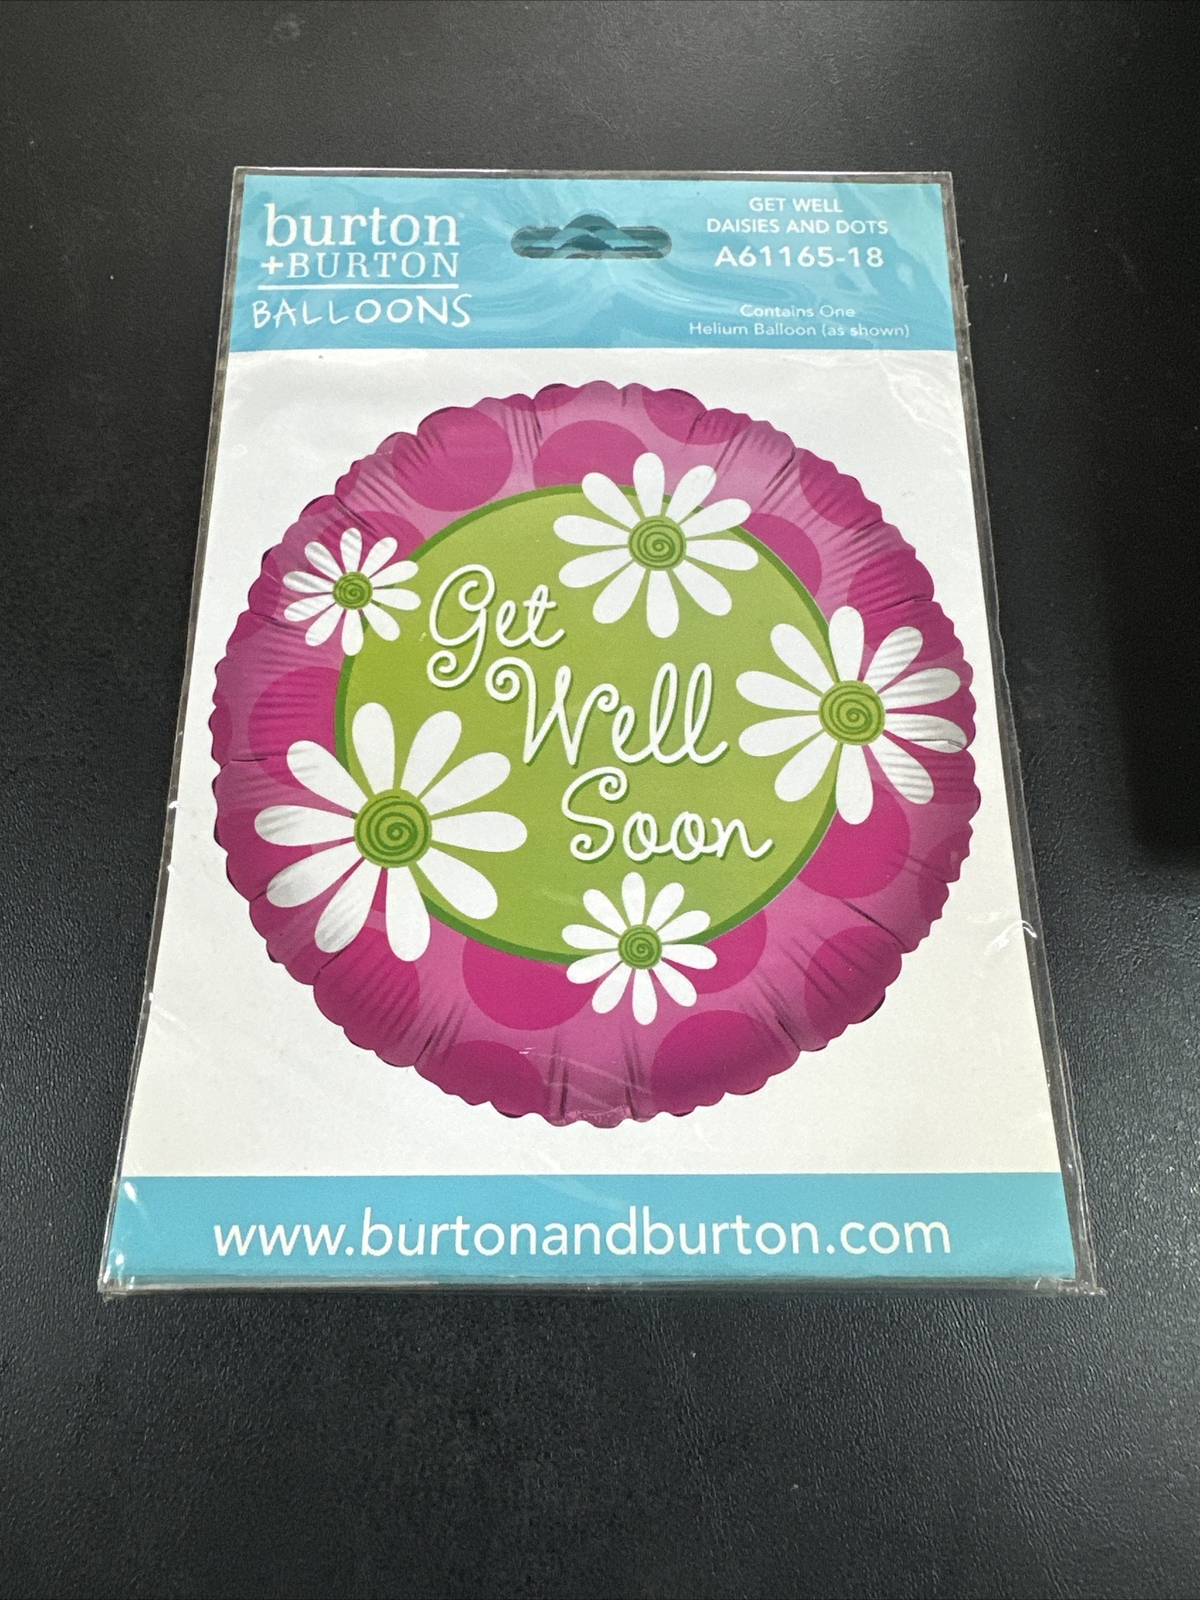 burton
+BURTON
BALLOONS
GET WELL
DAISIES AND DOTS
A61165-18
Contains One
Helium Balloon (as shown)
Get
Well
Soon
www.burtonandburton.com